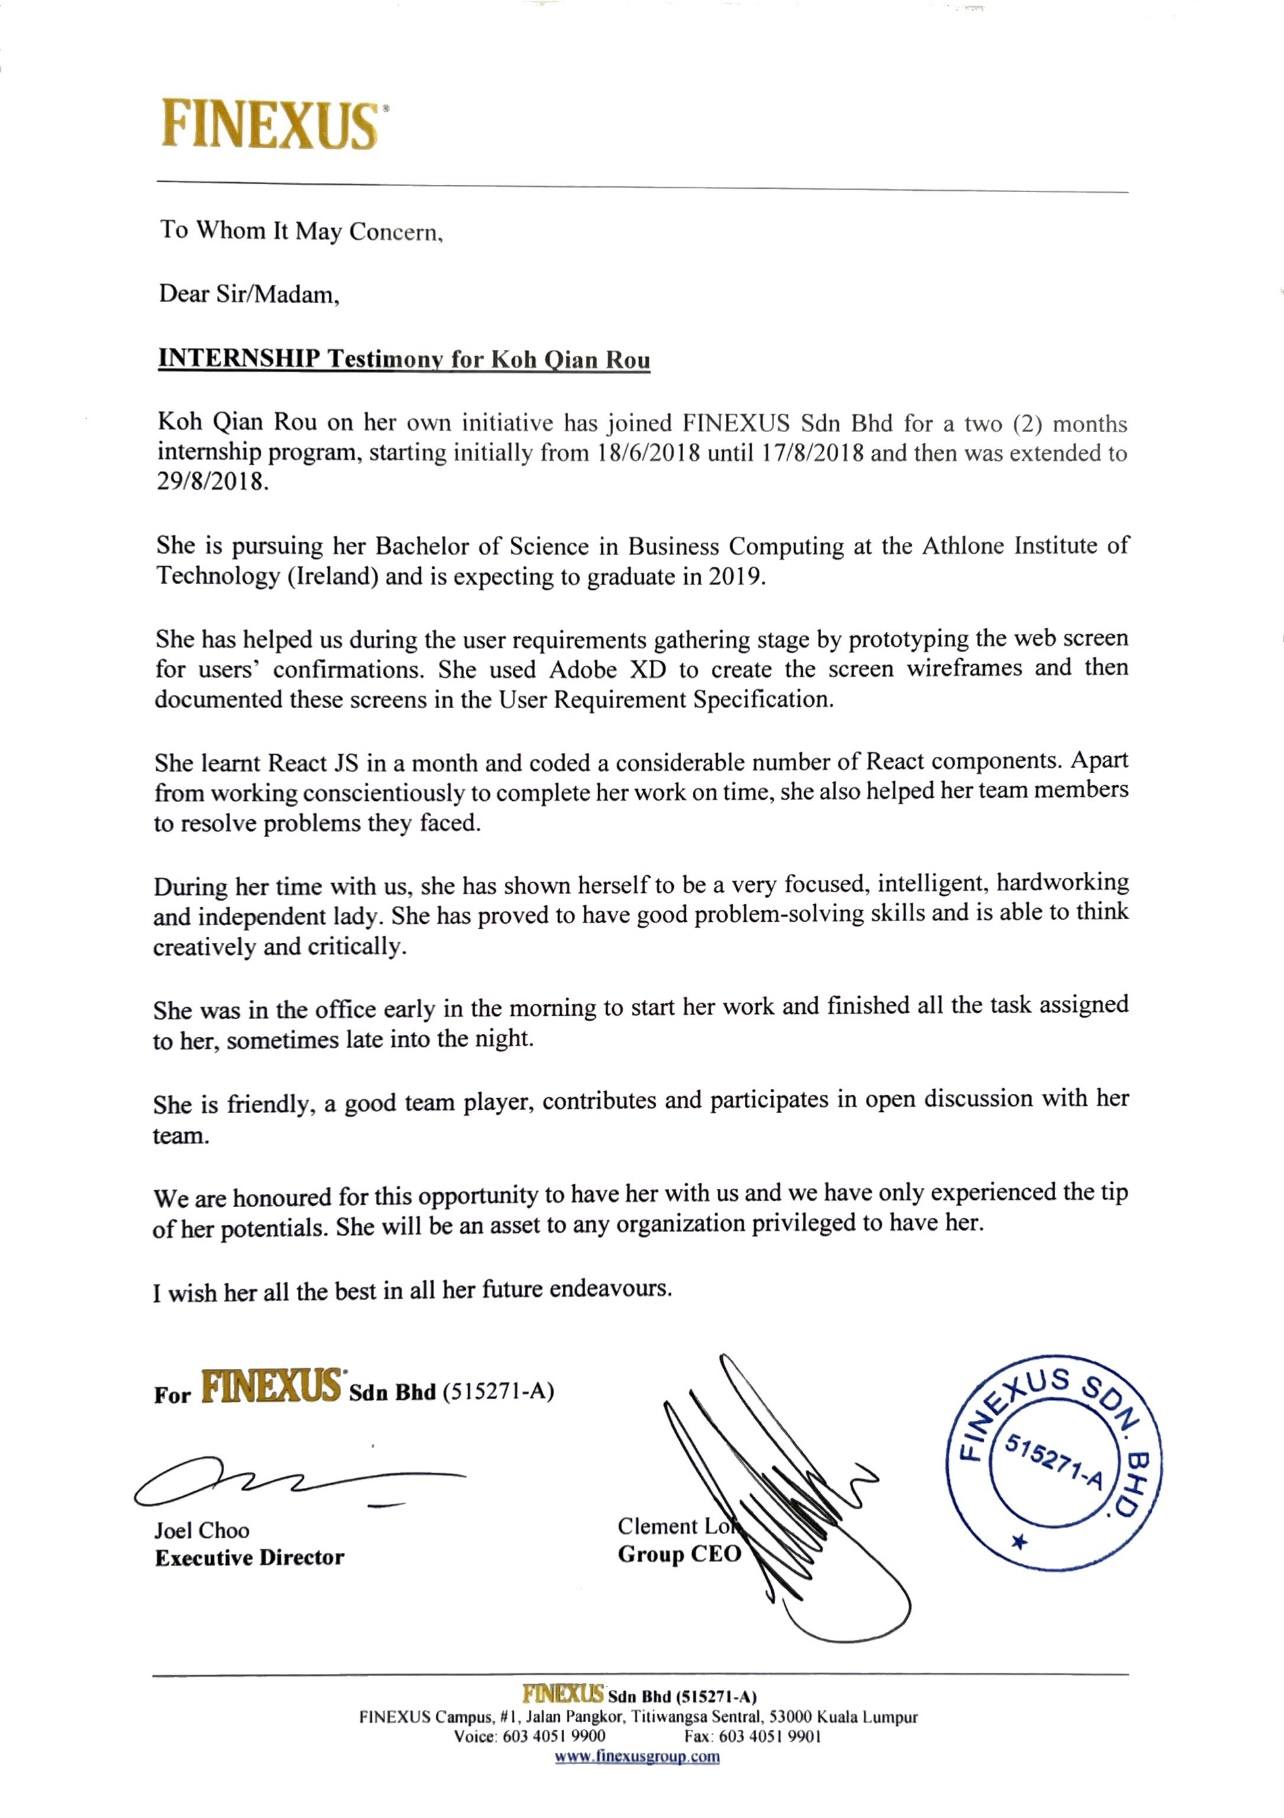 FINEXUS®
To Whom It May Concern,
Dear Sir/Madam,
INTERNSHIP Testimony for Koh Qian Rou
Koh Qian Rou on her own initiative has joined FINEXUS Sdn Bhd for a two (2) months
internship program, starting initially from 18/6/2018 until 17/8/2018 and then was extended to
29/8/2018.
She is pursuing her Bachelor of Science in Business Computing at the Athlone Institute of
Technology (Ireland) and is expecting to graduate in 2019.
She has helped us during the user requirements gathering stage by prototyping the web screen
for users’ confirmations. She used Adobe XD to create the screen wireframes and then
documented these screens in the User Requirement Specification.
She learnt React JS in a month and coded a considerable number of React components. Apart
from working conscientiously to complete her work on time, she also helped her team members
to resolve problems they faced.
During her time with us, she has shown herself to be a very focused, intelligent, hardworking
and independent lady. She has proved to have good problem-solving skills and is able to think
creatively and critically.
She was in the office early in the morning to start her work and finished all the task assigned
to her, sometimes late into the night.
She is friendly, a good team player, contributes and participates in open discussion with her
team.
We are honoured for this opportunity to have her with us and we have only experienced the tip
of her potentials. She will be an asset to any organization privileged to have her.
I wish her all the best in all her future endeavours.
For FINEXUS® Sdn Bhd (515271-A)
FINEXUS SDN. BHD.
515271-A
Joel Choo
Executive Director
Clement
Group CEO
FINEXUS Sdn Bhd (515271-A)
FINEXUS Campus, #1, Jalan Pangkor, Titiwangsa Sentral, 53000 Kuala Lumpur
Voice: 603 4051 9900 Fax: 603 4051 9901
www.finexusgroup.com